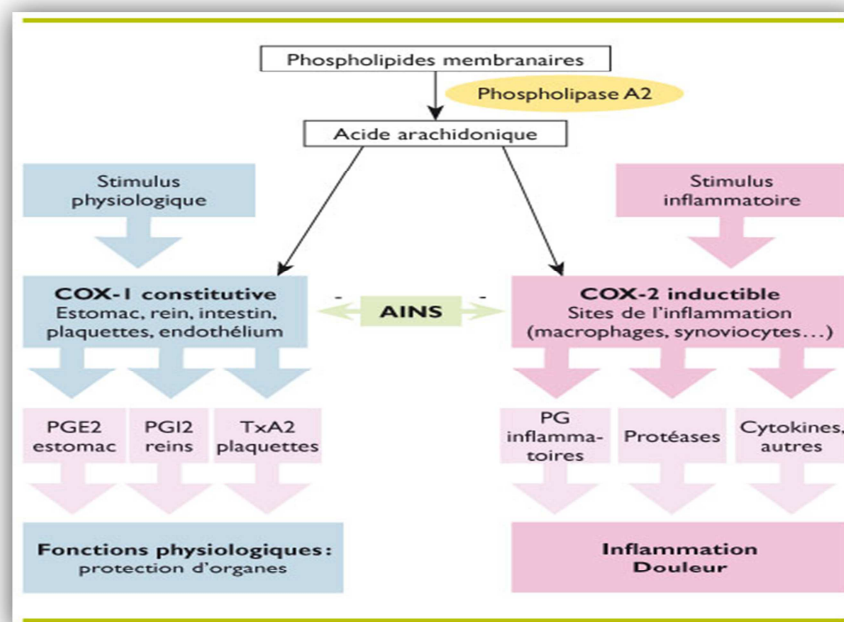 Phospholipides membranaires
Phospholipase A2
Acide arachidonique
Stimulus
physiologique
Stimulus
inflammatoire
COX-1 constitutive
Estomac, rein, intestin,
plaquettes, endothélium
-
AINS
-
COX-2 inductible
Sites de l'inflammation
(macrophages, synoviocytes...)
PGE2
estomac
PGI2
reins
TxA2
plaquettes
PG
inflamma-
toires
Protéases
Cytokines,
autres
Fonctions physiologiques:
protection d'organes
Inflammation
Douleur